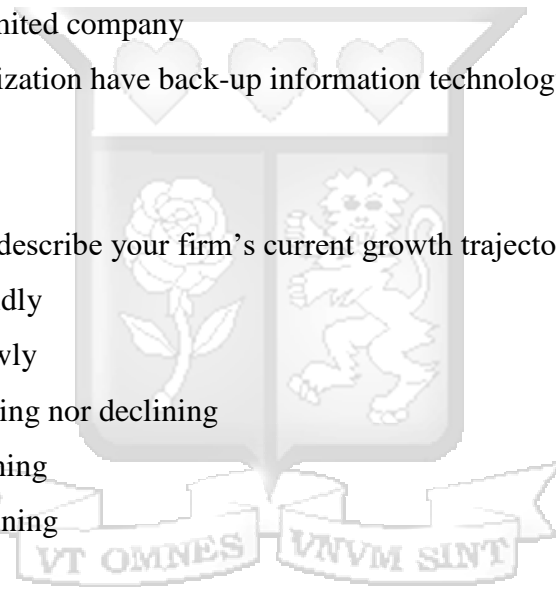 nited company
ization have back-up information technolog
describe your firm's current growth trajecto
dly
wly
ing nor declining
ning
ning
VT OMNES VNVM SINT